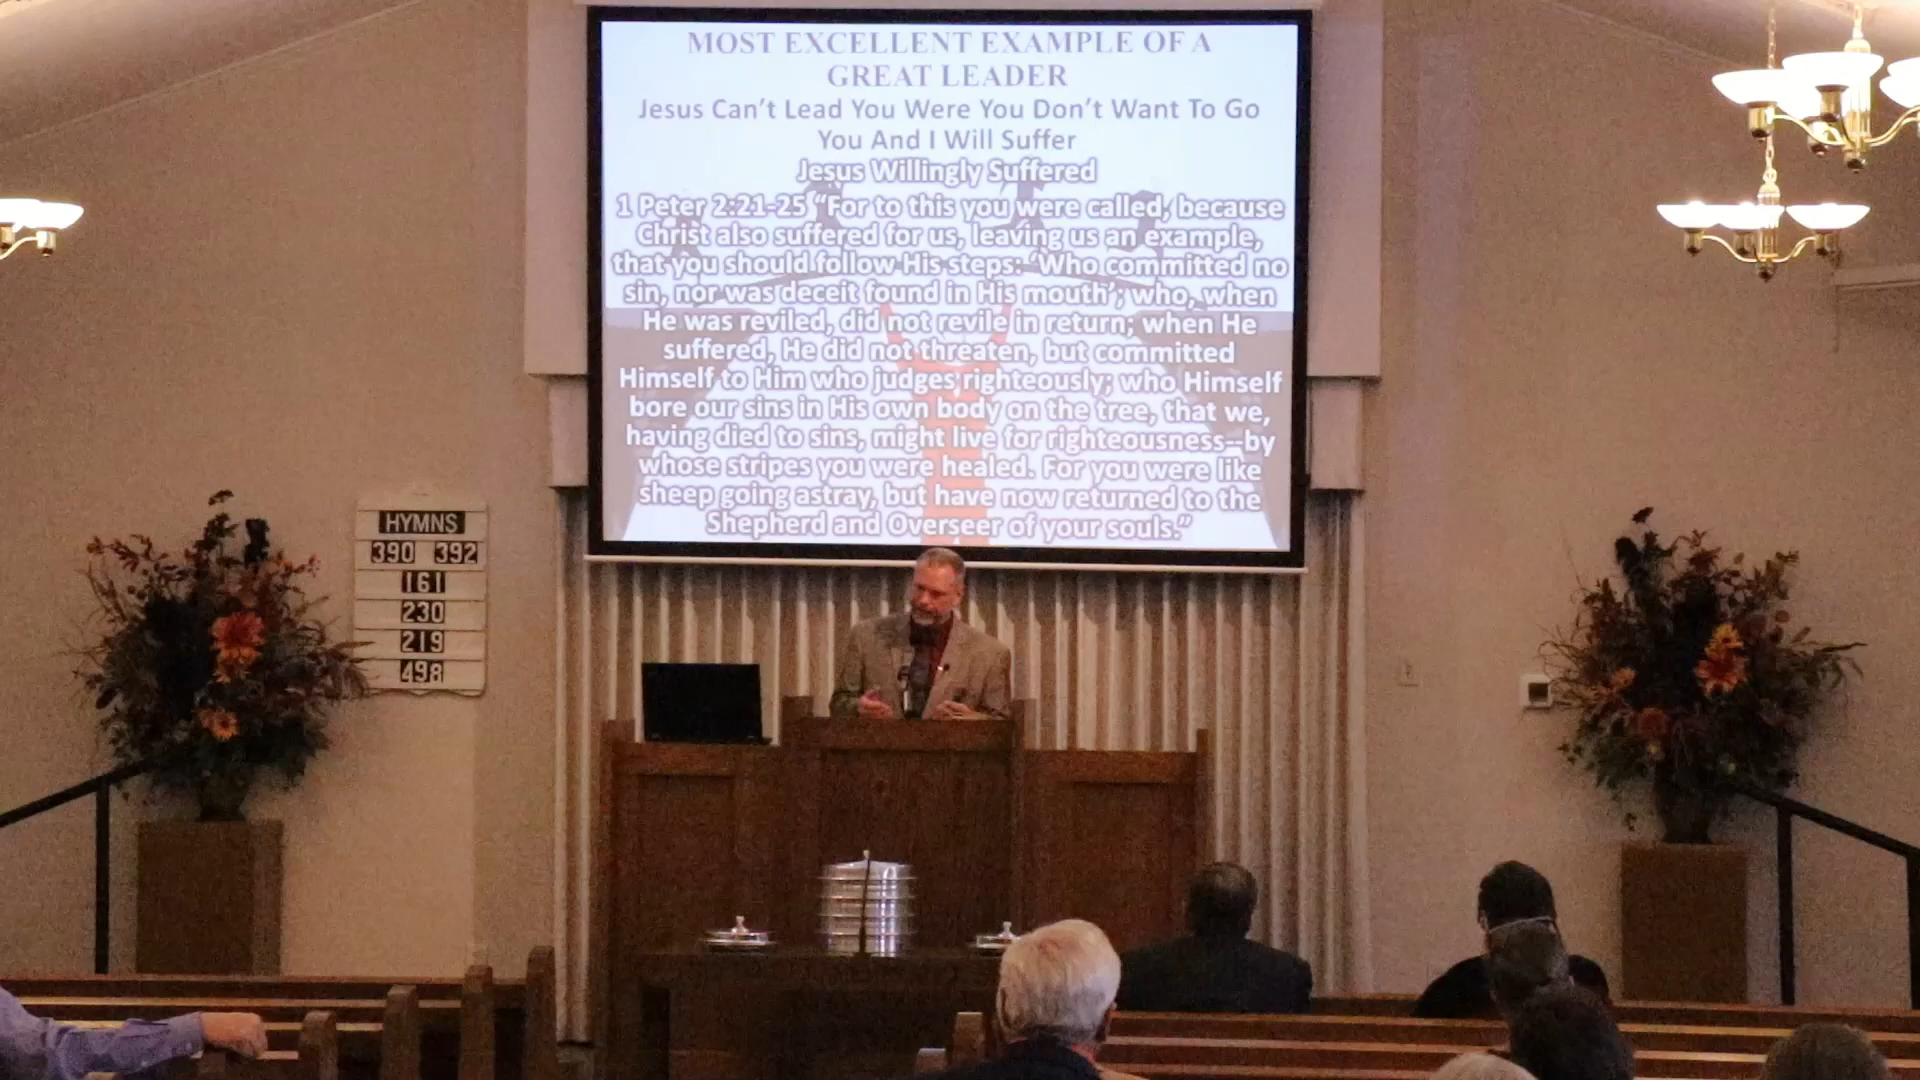 MOST EXCELLENT EXAMPLE OF A
GREAT LEADER
Jesus Can't Lead You Were You Don't Want To Go
You And I Will Suffer
Jesus Willingly Suffered
1 Peter 2:21-25 “For to this you were called, because
Christ also suffered for us, leaving us an example,
that you should follow His steps: ‘Who committed no
sin, nor was deceit found in His mouth’; who, when
He was reviled, did not revile in return; when He
suffered, He did not threaten, but committed
Himself to Him who judges righteously; who Himself
bore our sins in His own body on the tree, that we,
having died to sins, might live for righteousness--by
whose stripes you were healed. For you were like
sheep going astray, but have now returned to the
Shepherd and Overseer of your souls.”
HYMNS
390 392
161
230
219
498